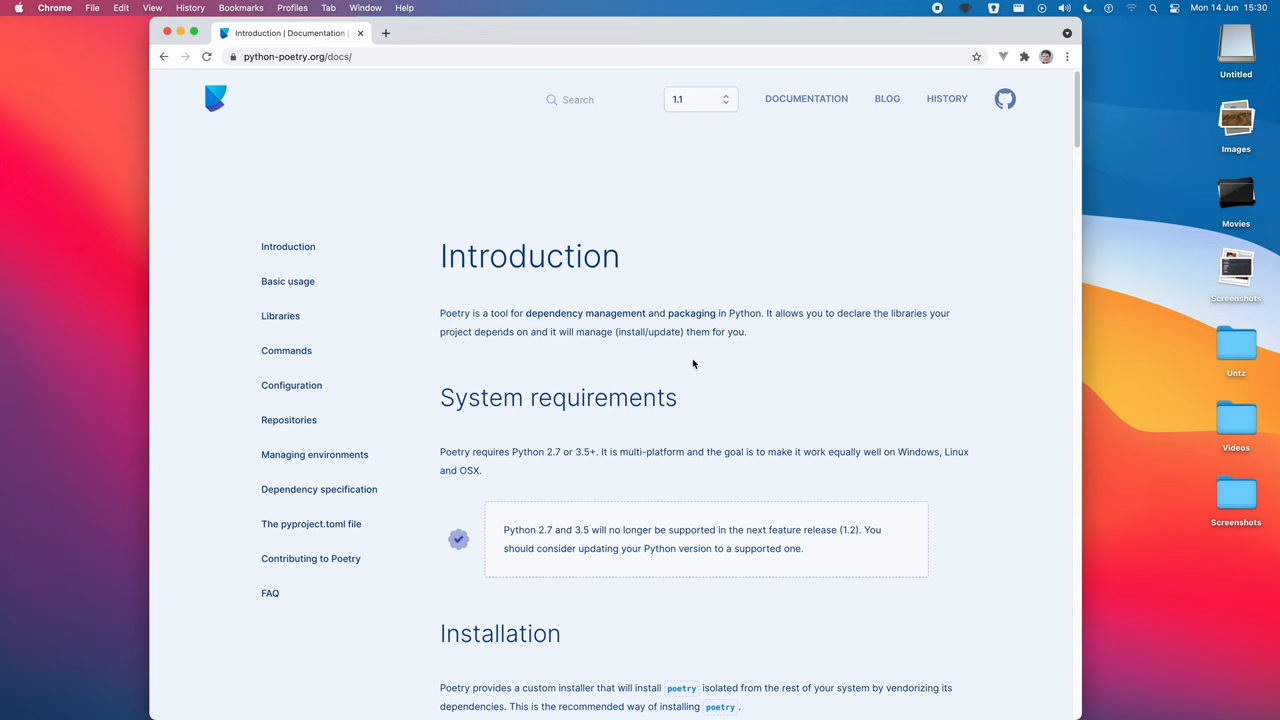 Chrome File Edit View History Bookmarks Profiles Tab Window Help
Mon 14 Jun 15:30
Introduction | Documentation |
python-poetry.org/docs/
Search
1.1
DOCUMENTATION
BLOG
HISTORY
Introduction
Basic usage
Libraries
Commands
Configuration
Repositories
Managing environments
Dependency specification
The pyproject.toml file
Contributing to Poetry
FAQ
Introduction
Poetry is a tool for dependency management and packaging in Python. It allows you to declare the libraries your
project depends on and it will manage (install/update) them for you.
System requirements
Poetry requires Python 2.7 or 3.5+. It is multi-platform and the goal is to make it work equally well on Windows, Linux
and OSX.
Python 2.7 and 3.5 will no longer be supported in the next feature release (1.2). You
should consider updating your Python version to a supported one.
Installation
Poetry provides a custom installer that will install poetry isolated from the rest of your system by vendorizing its
dependencies. This is the recommended way of installing poetry .
Untitled
Images
Movies
Screenshots
Untz
Videos
Screenshots